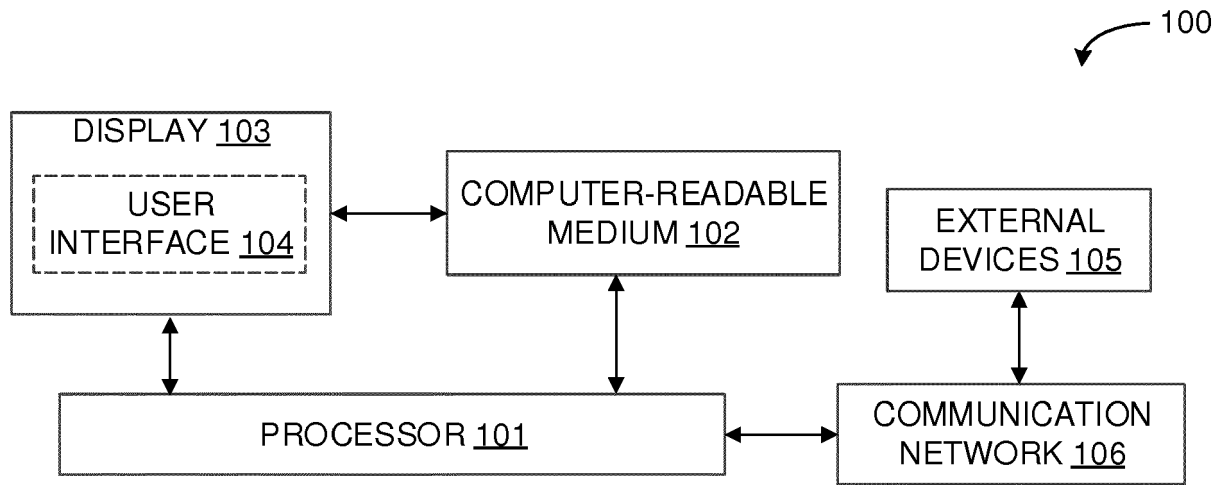 100
DISPLAY 103
USER
INTERFACE 104
COMPUTER-READABLE
MEDIUM 102
EXTERNAL
DEVICES 105
PROCESSOR 101
COMMUNICATION
NETWORK 106